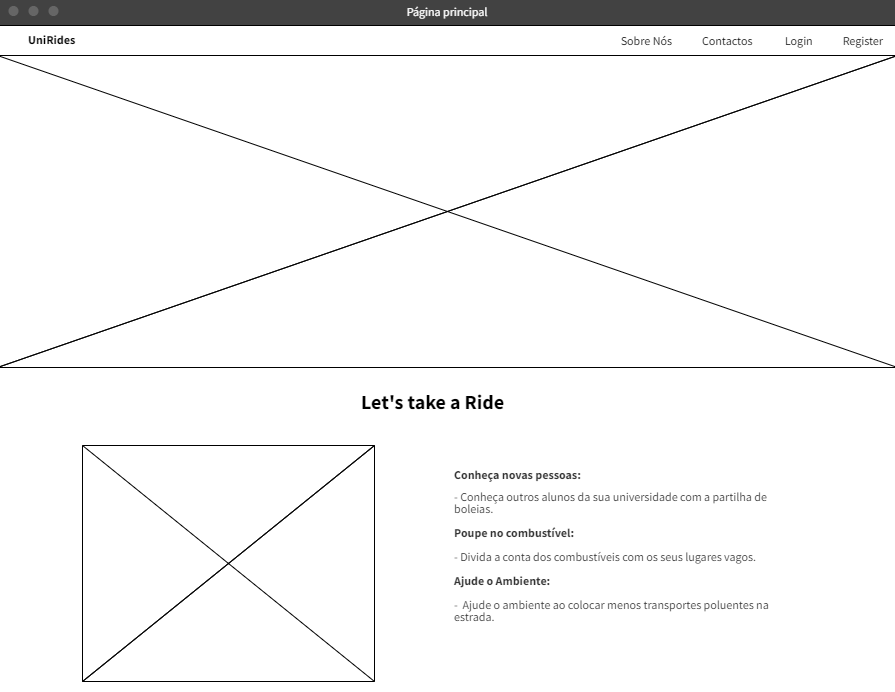 Página principal
UniRides
Sobre Nós
Contactos
Login
Register
Let's take a Ride
Conheça novas pessoas:
- Conheça outros alunos da sua universidade com a partilha de
boleias.
Poupe no combustível:
- Divida a conta dos combustíveis com os seus lugares vagos.
Ajude o Ambiente:
- Ajude o ambiente ao colocar menos transportes poluentes na
estrada.